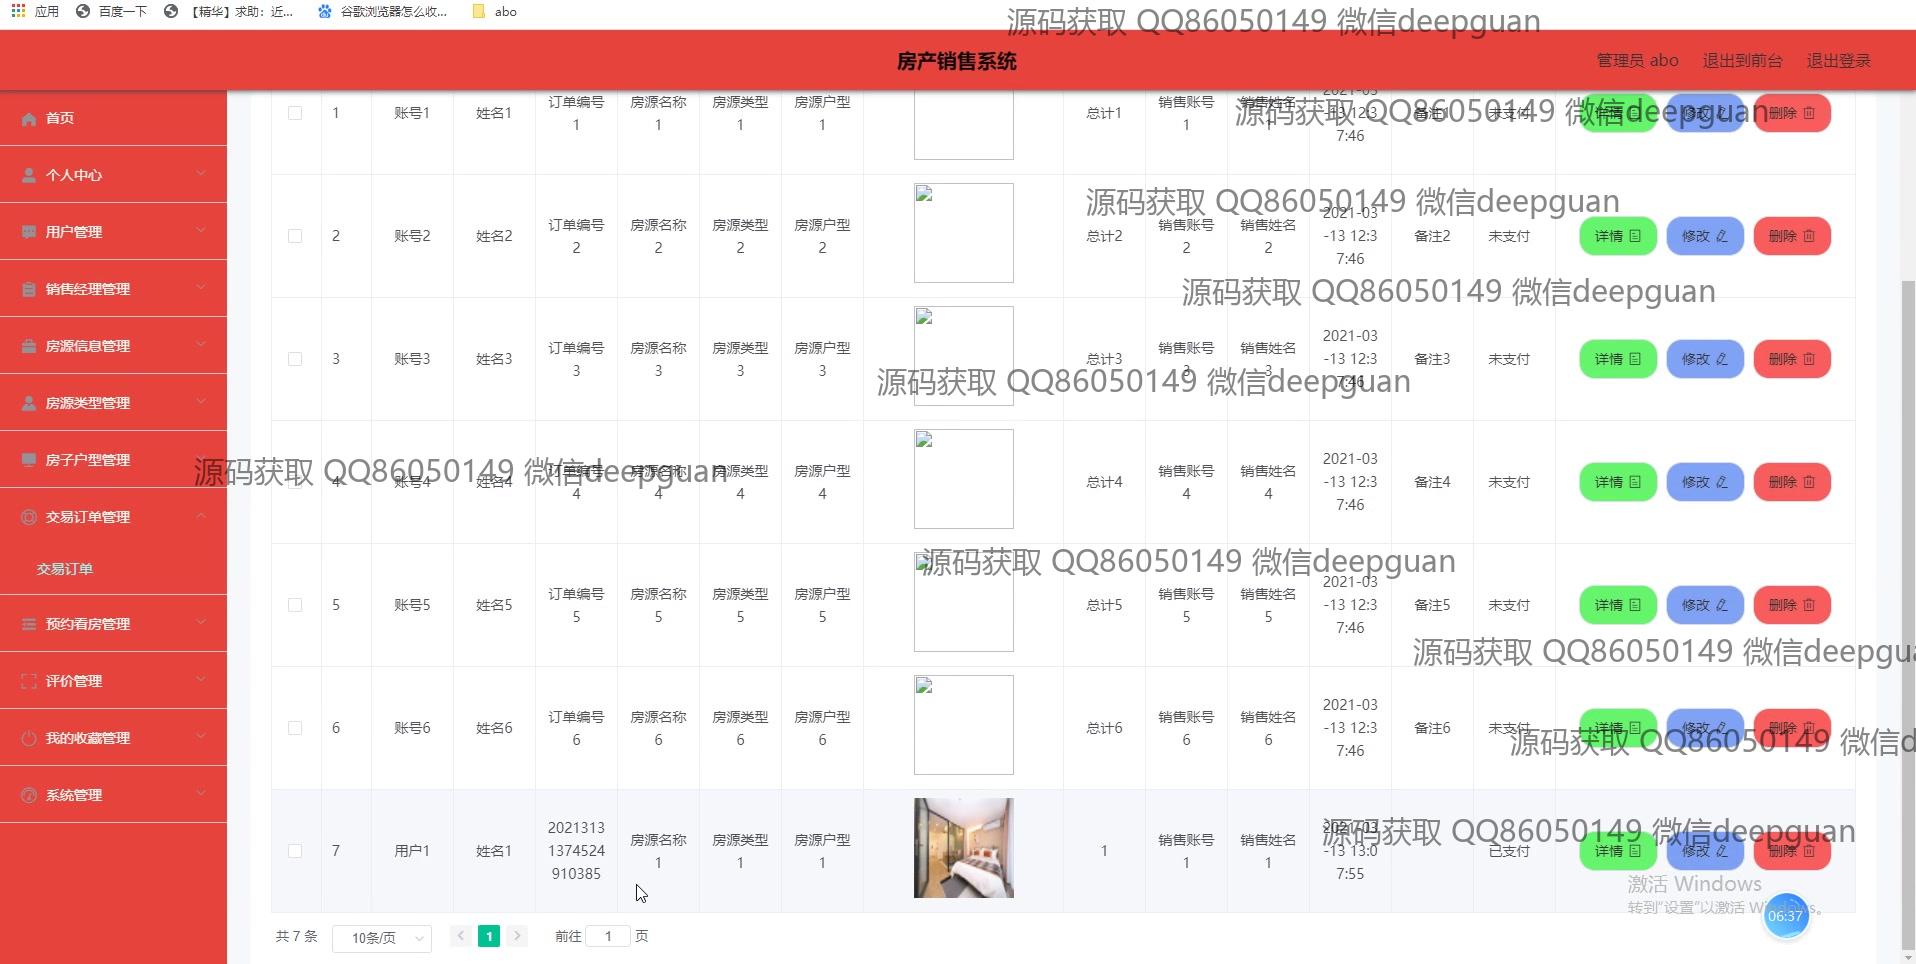 应用 百度一下 【精华】求助：近... 谷歌浏览器怎么收... abo
源码获取 QQ86050149 微信deepguan
房产销售系统
管理员 abo 退出到前台 退出登录
首页
个人中心
用户管理
销售经理管理
房源信息管理
房源类型管理
房子户型管理
交易订单管理
交易订单
预约看房管理
评价管理
我的收藏管理
系统管理
1 账号1 姓名1 订单编号1 房源名称1 房源类型1 房源户型1 总计1 销售账号1 销售姓名1 2021-03-13 12:37:46 备注1 未支付 详情 修改 删除
源码获取 QQ86050149 微信deepguan
源码获取 QQ86050149 微信deepguan
2 账号2 姓名2 订单编号2 房源名称2 房源类型2 房源户型2 总计2 销售账号2 销售姓名2 2021-03-13 12:37:46 备注2 未支付 详情 修改 删除
源码获取 QQ86050149 微信deepguan
3 账号3 姓名3 订单编号3 房源名称3 房源类型3 房源户型3 总计3 销售账号3 销售姓名3 2021-03-13 12:37:46 备注3 未支付 详情 修改 删除
源码获取 QQ86050149 微信deepguan
源码获取 QQ86050149 微信deepguan
4 账号4 姓名4 订单编号4 房源名称4 房源类型4 房源户型4 总计4 销售账号4 销售姓名4 2021-03-13 12:37:46 备注4 未支付 详情 修改 删除
源码获取 QQ86050149 微信deepguan
5 账号5 姓名5 订单编号5 房源名称5 房源类型5 房源户型5 总计5 销售账号5 销售姓名5 2021-03-13 12:37:46 备注5 未支付 详情 修改 删除
源码获取 QQ86050149 微信deepgu
6 账号6 姓名6 订单编号6 房源名称6 房源类型6 房源户型6 总计6 销售账号6 销售姓名6 2021-03-13 12:37:46 备注6 未支付 详情 修改 删除
源码获取 QQ86050149 微信d
源码获取 QQ86050149 微信deepguan
7 用户1 姓名1 20213131374524910385 房源名称1 房源类型1 房源户型1 1 销售账号1 销售姓名1 2021-03-13 13:07:55 已支付 详情 修改 删除
激活 Windows
转到"设置"以激活 Windows。
06:37
共 7 条 10条/页 1 前往 1 页